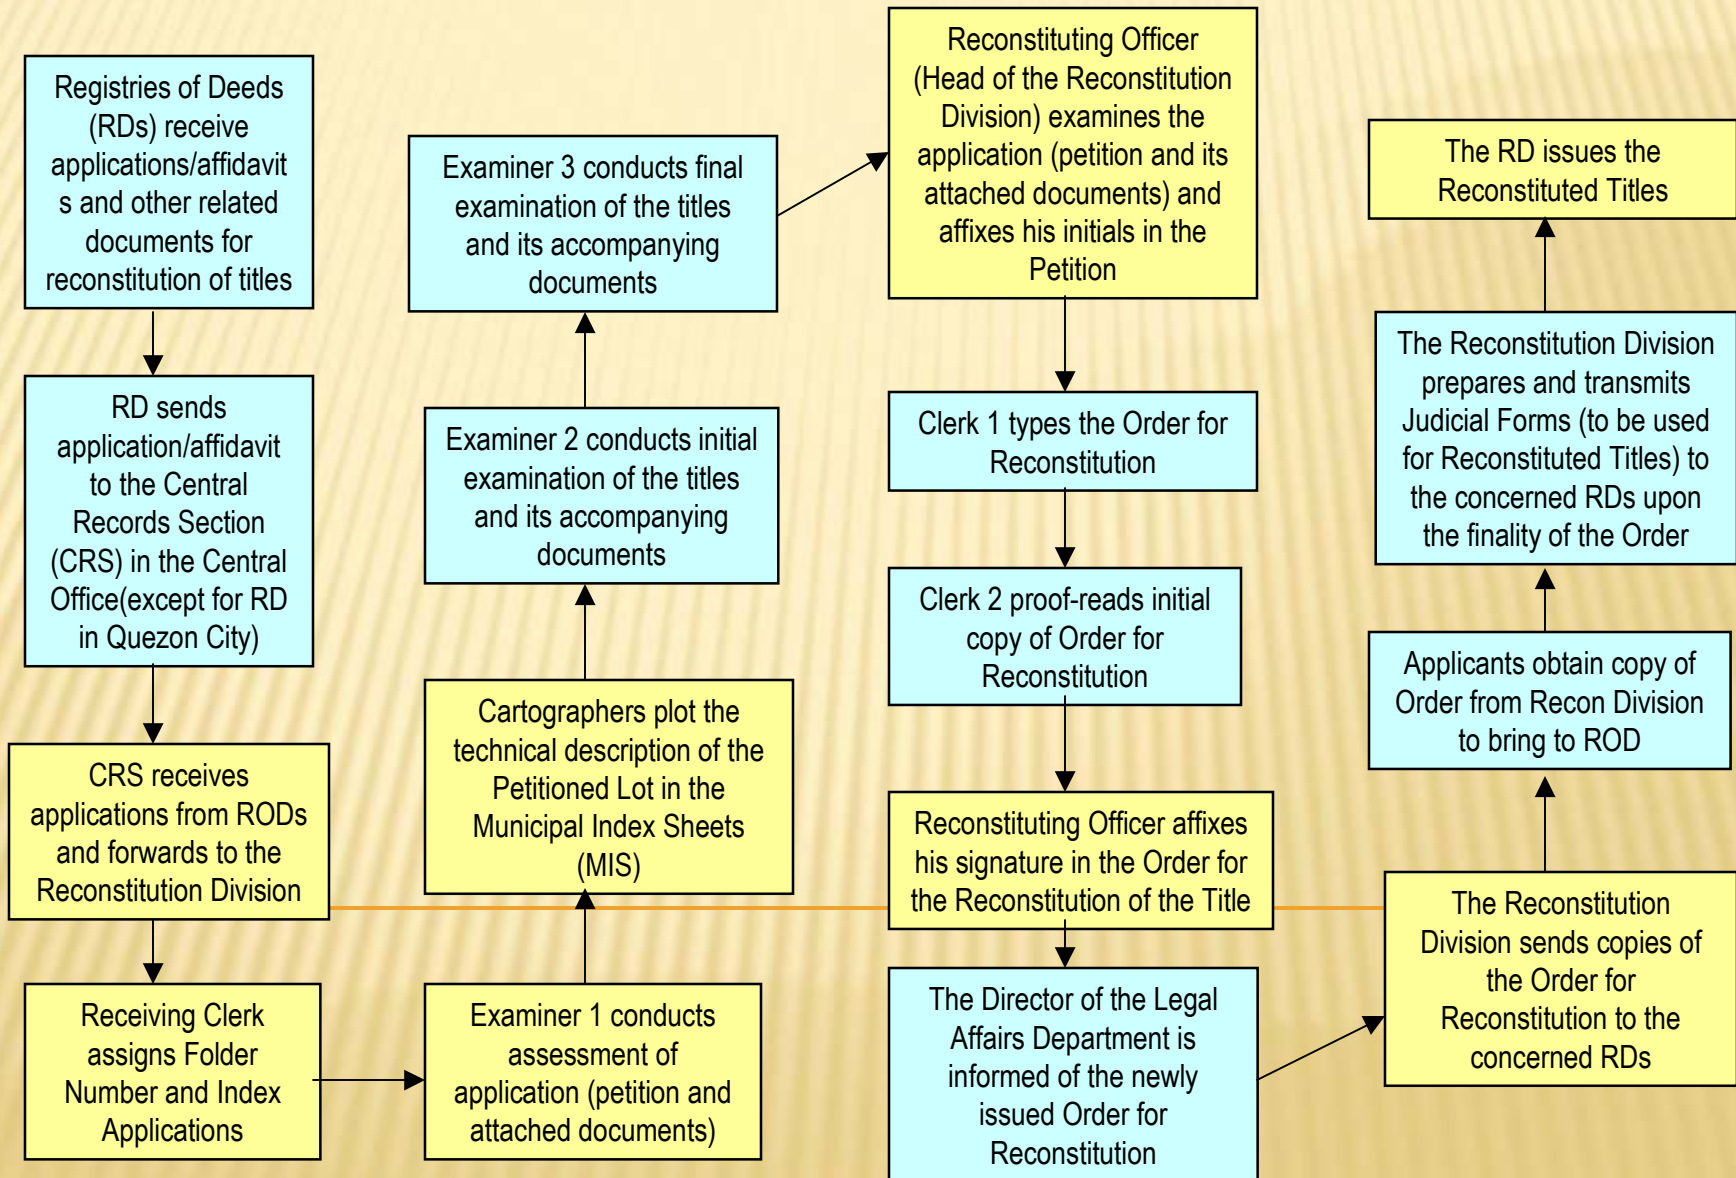 Registries of Deeds
(RDs) receive
applications/affidavit
s and other related
documents for
reconstitution of titles
RD sends
application/affidavit
to the Central
Records Section
(CRS) in the Central
Office(except for RD
in Quezon City)
CRS receives
applications from RODs
and forwards to the
Reconstitution Division
Receiving Clerk
assigns Folder
Number and Index
Applications
Examiner 1 conducts
assessment of
application (petition and
attached documents)
Cartographers plot the
technical description of the
Petitioned Lot in the
Municipal Index Sheets
(MIS)
Examiner 2 conducts initial
examination of the titles
and its accompanying
documents
Examiner 3 conducts final
examination of the titles
and its accompanying
documents
Reconstituting Officer
(Head of the Reconstitution
Division) examines the
application (petition and its
attached documents) and
affixes his initials in the
Petition
Clerk 1 types the Order for
Reconstitution
Clerk 2 proof-reads initial
copy of Order for
Reconstitution
Reconstituting Officer affixes
his signature in the Order for
the Reconstitution of the Title
The Director of the Legal
Affairs Department is
informed of the newly
issued Order for
Reconstitution
The Reconstitution
Division sends copies of
the Order for
Reconstitution to the
concerned RDs
Applicants obtain copy of
Order from Recon Division
to bring to ROD
The Reconstitution Division
prepares and transmits
Judicial Forms (to be used
for Reconstituted Titles) to
the concerned RDs upon
the finality of the Order
The RD issues the
Reconstituted Titles